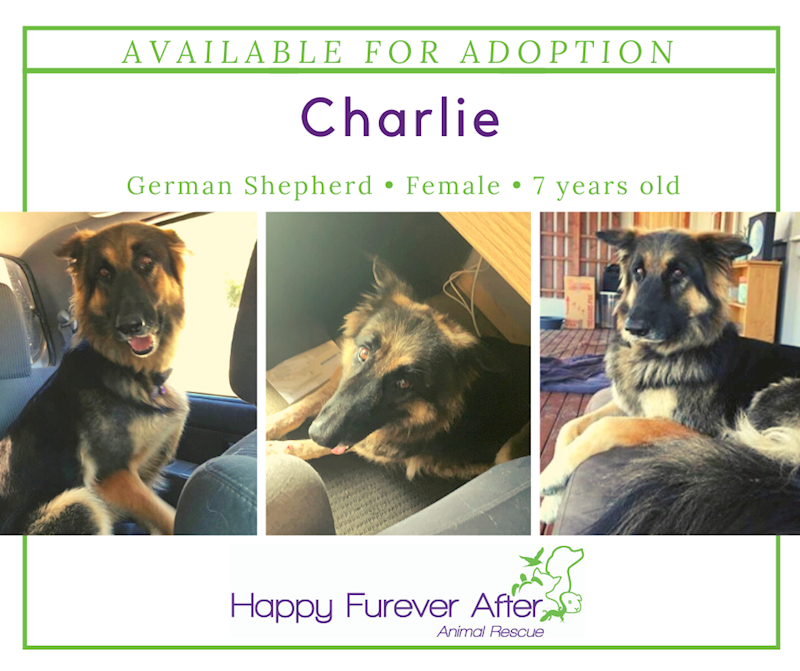 AVAILABLE FOR ADOPTION
Charlie
German Shepherd • Female • 7 years old
Happy Furever After
Animal Rescue